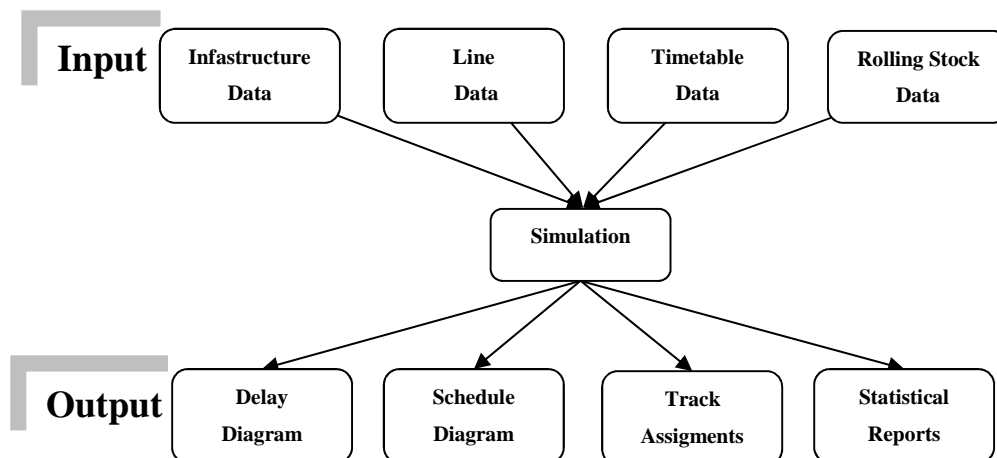 Input
Infastructure
Data
Line
Data
Timetable
Data
Rolling Stock
Data
Simulation
Output
Delay
Diagram
Schedule
Diagram
Track
Assigments
Statistical
Reports